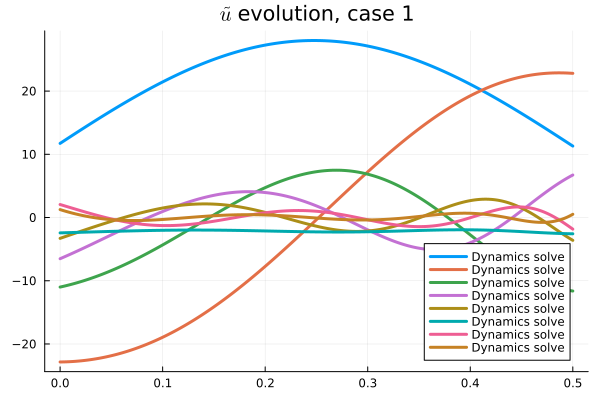 ũ evolution, case 1
20
10
0
−10
−20
0.0 0.1 0.2 0.3 0.4 0.5
Dynamics solve
Dynamics solve
Dynamics solve
Dynamics solve
Dynamics solve
Dynamics solve
Dynamics solve
Dynamics solve